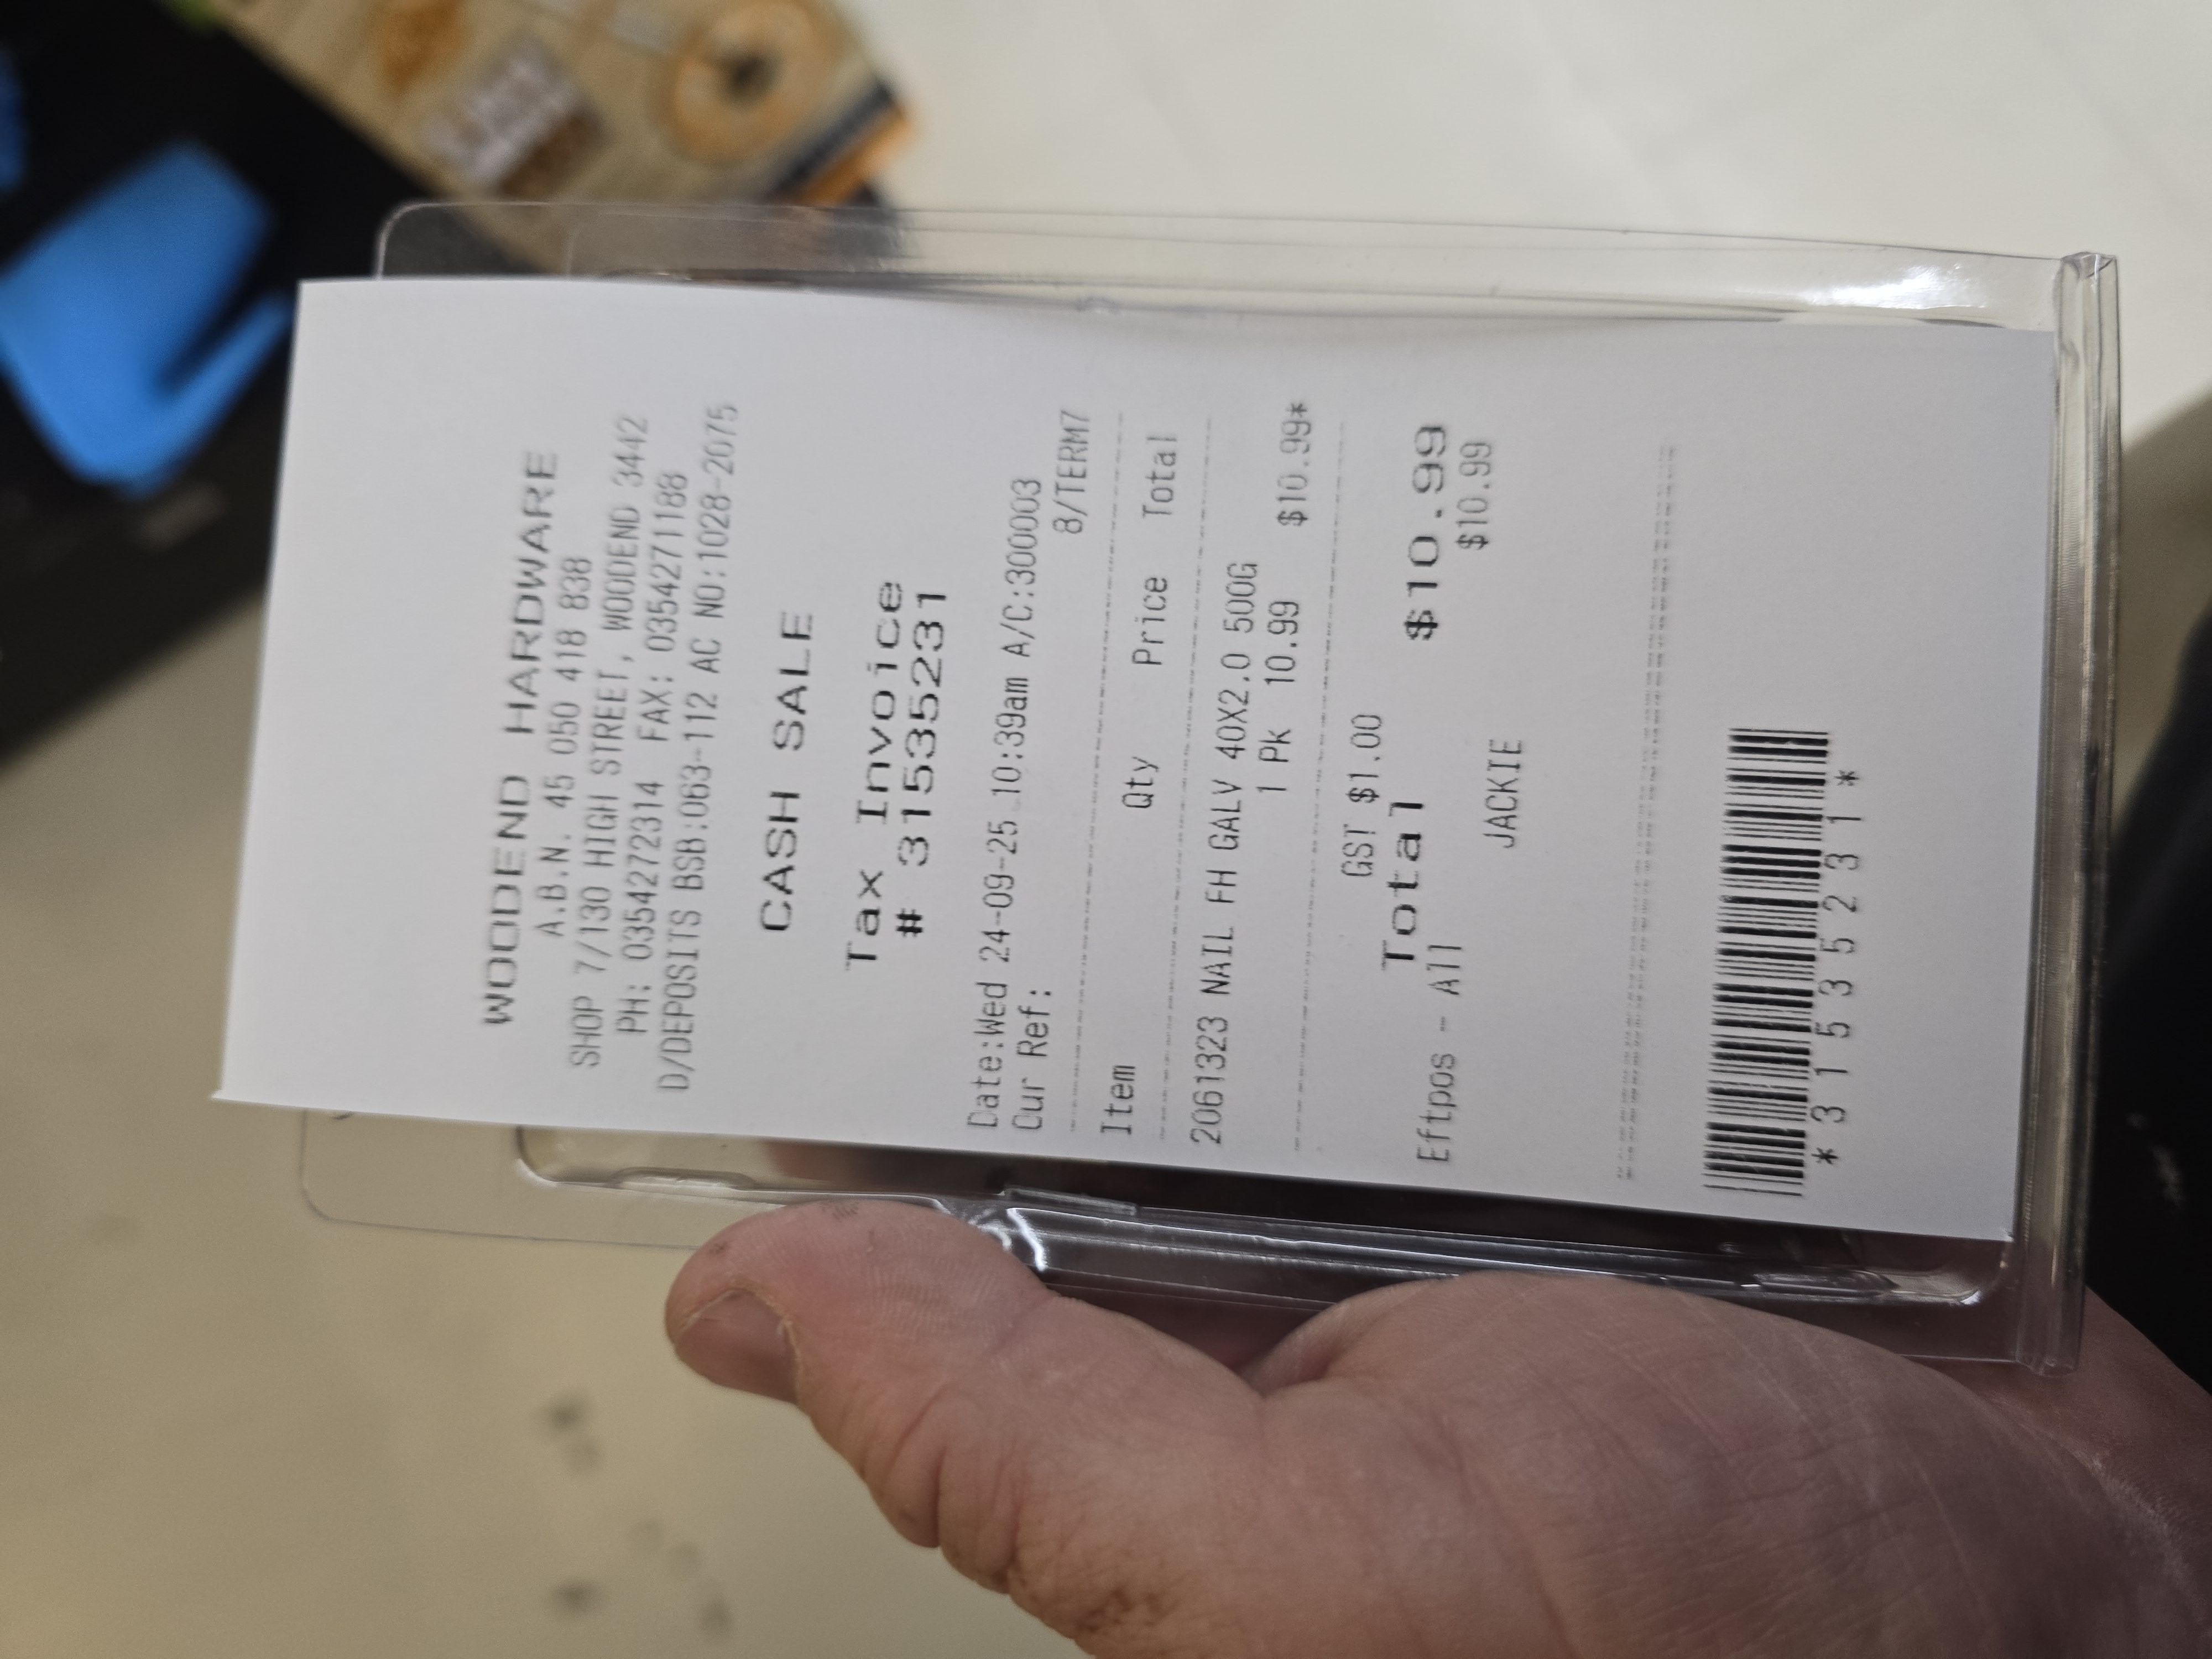 WOODEND HARDWARE
A.B.N. 45 050 418 838
SHOP 7/130 HIGH STREET, WOODEND 3442
PH: 0354272314 FAX: 0354271188
D/DEPOSITS BSB:063-112 AC NO:1028-2075
CASH SALE
Tax Invoice
# 31535231
Date:Wed 24-09-25 10:39am A/C:300003
Our Ref:
8/TERM7
Item Qty Price Total
2061323 NAIL FH GALV 40X2.0 500G
1 Pk 10.99 $10.99*
GST $1.00
Total $10.99
Eftpos - All $10.99
JACKIE
*31535231*